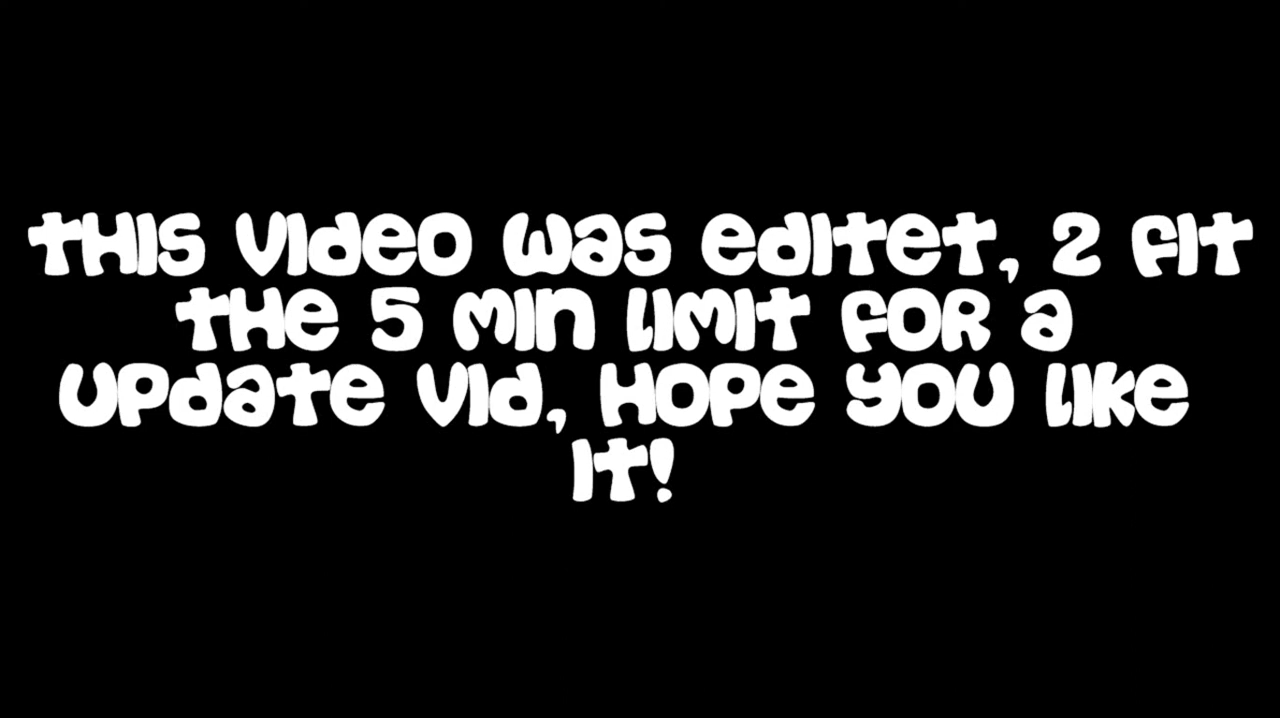 THIS VIDEO WAS EDITET, 2 FIT
THE 5 MIN LIMIT FOR A
UPDATE VID, HOPE YOU LIKE
IT!